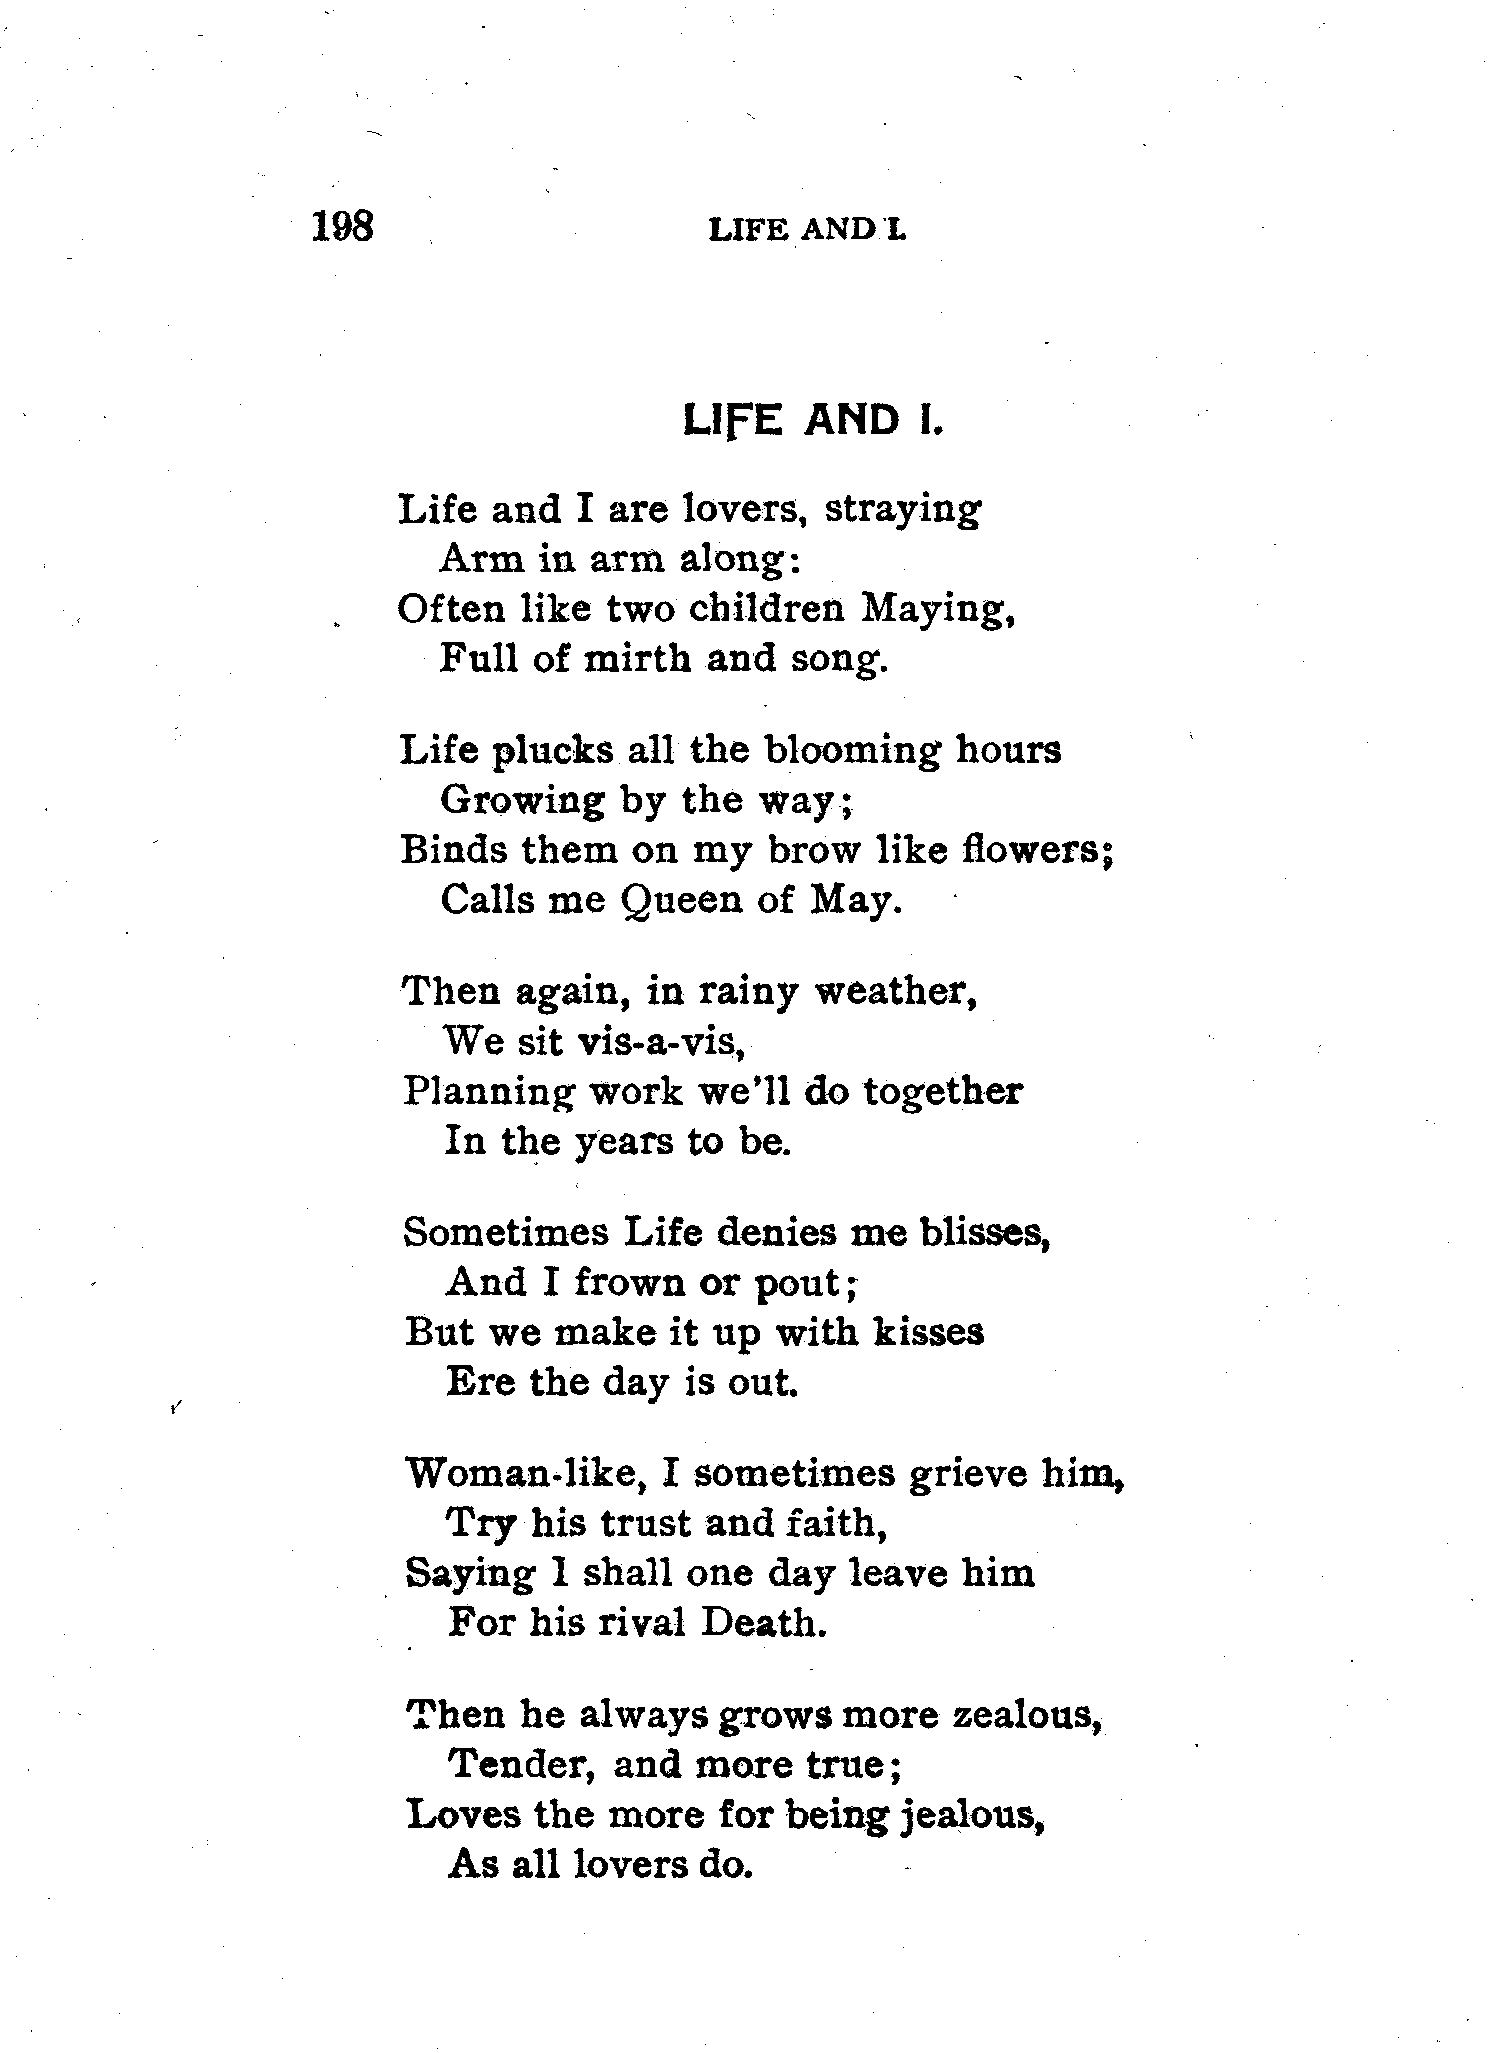 198 LIFE AND I.
LIFE AND I.
Life and I are lovers, straying
Arm in arm along:
Often like two children Maying,
Full of mirth and song.
Life plucks all the blooming hours
Growing by the way;
Binds them on my brow like flowers;
Calls me Queen of May.
Then again, in rainy weather,
We sit vis-a-vis,
Planning work we'll do together
In the years to be.
Sometimes Life denies me blisses,
And I frown or pout;
But we make it up with kisses
Ere the day is out.
Woman-like, I sometimes grieve him,
Try his trust and faith,
Saying I shall one day leave him
For his rival Death.
Then he always grows more zealous,
Tender, and more true;
Loves the more for being jealous,
As all lovers do.